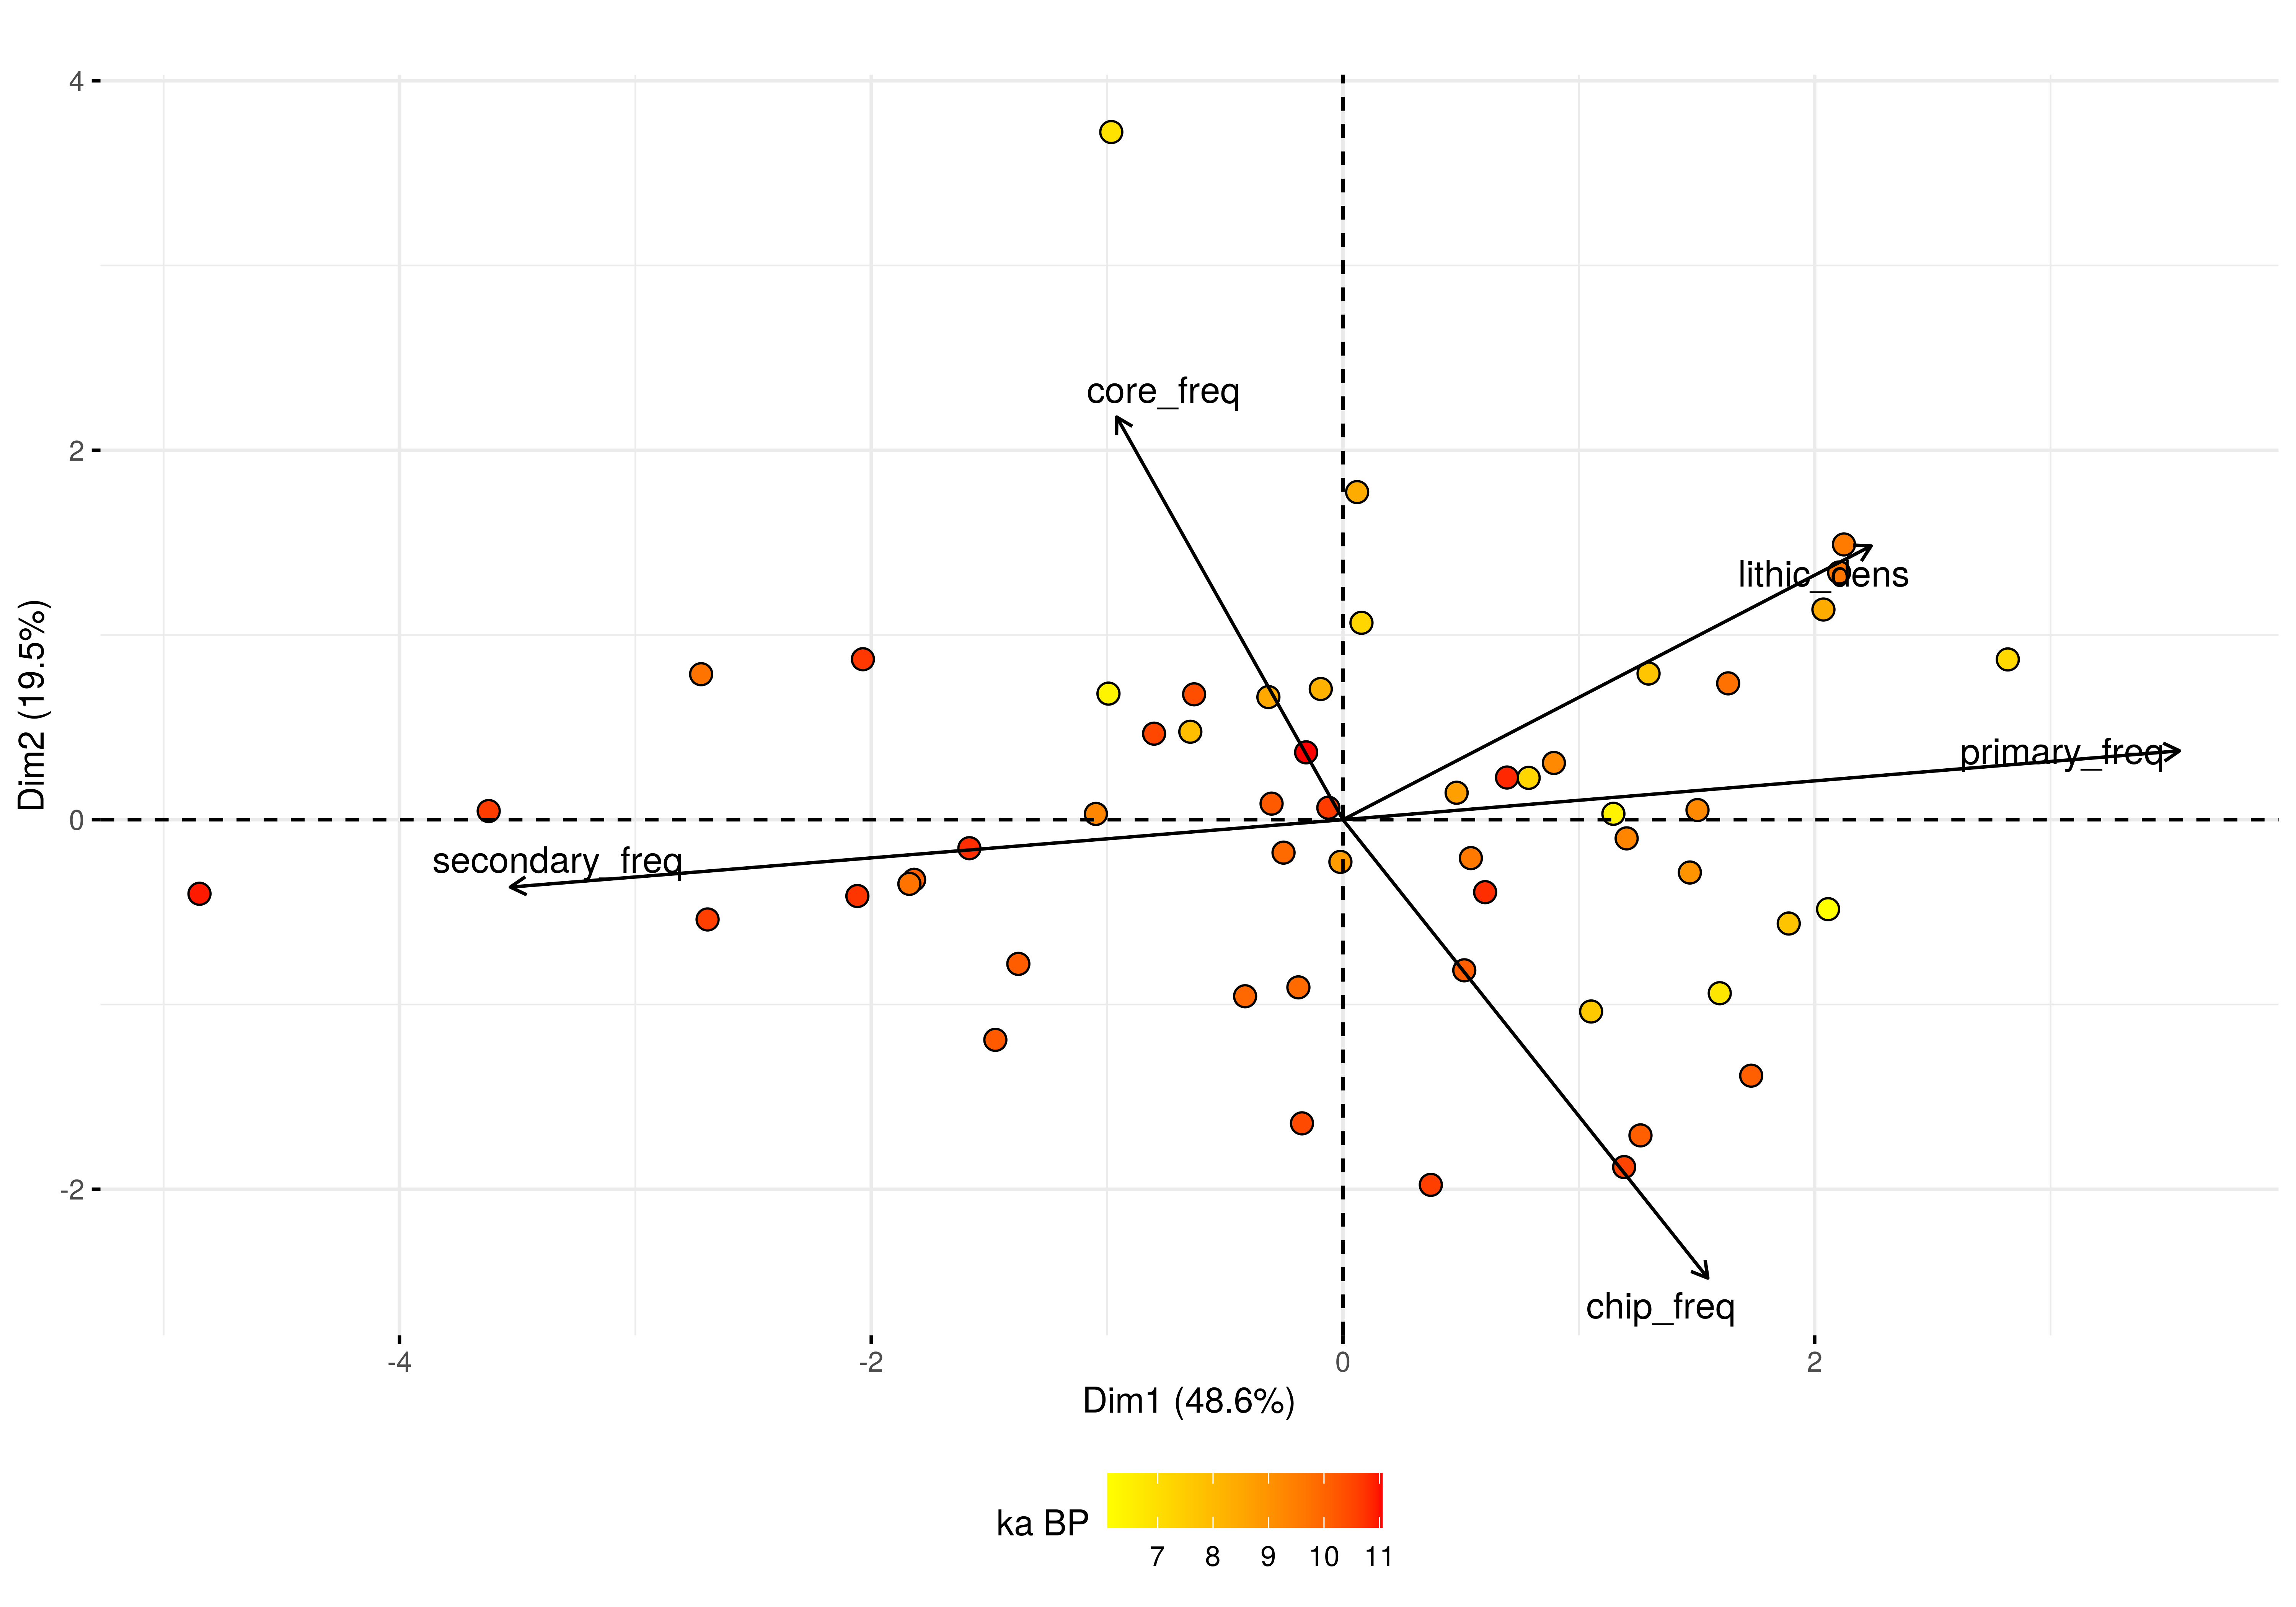 4
core_freq
2
lithic_dens
primary_freq
0
secondary_freq
-2
chip_freq
Dim2 (19.5%)
-4 -2 0 2
Dim1 (48.6%)
ka BP
7 8 9 10 11